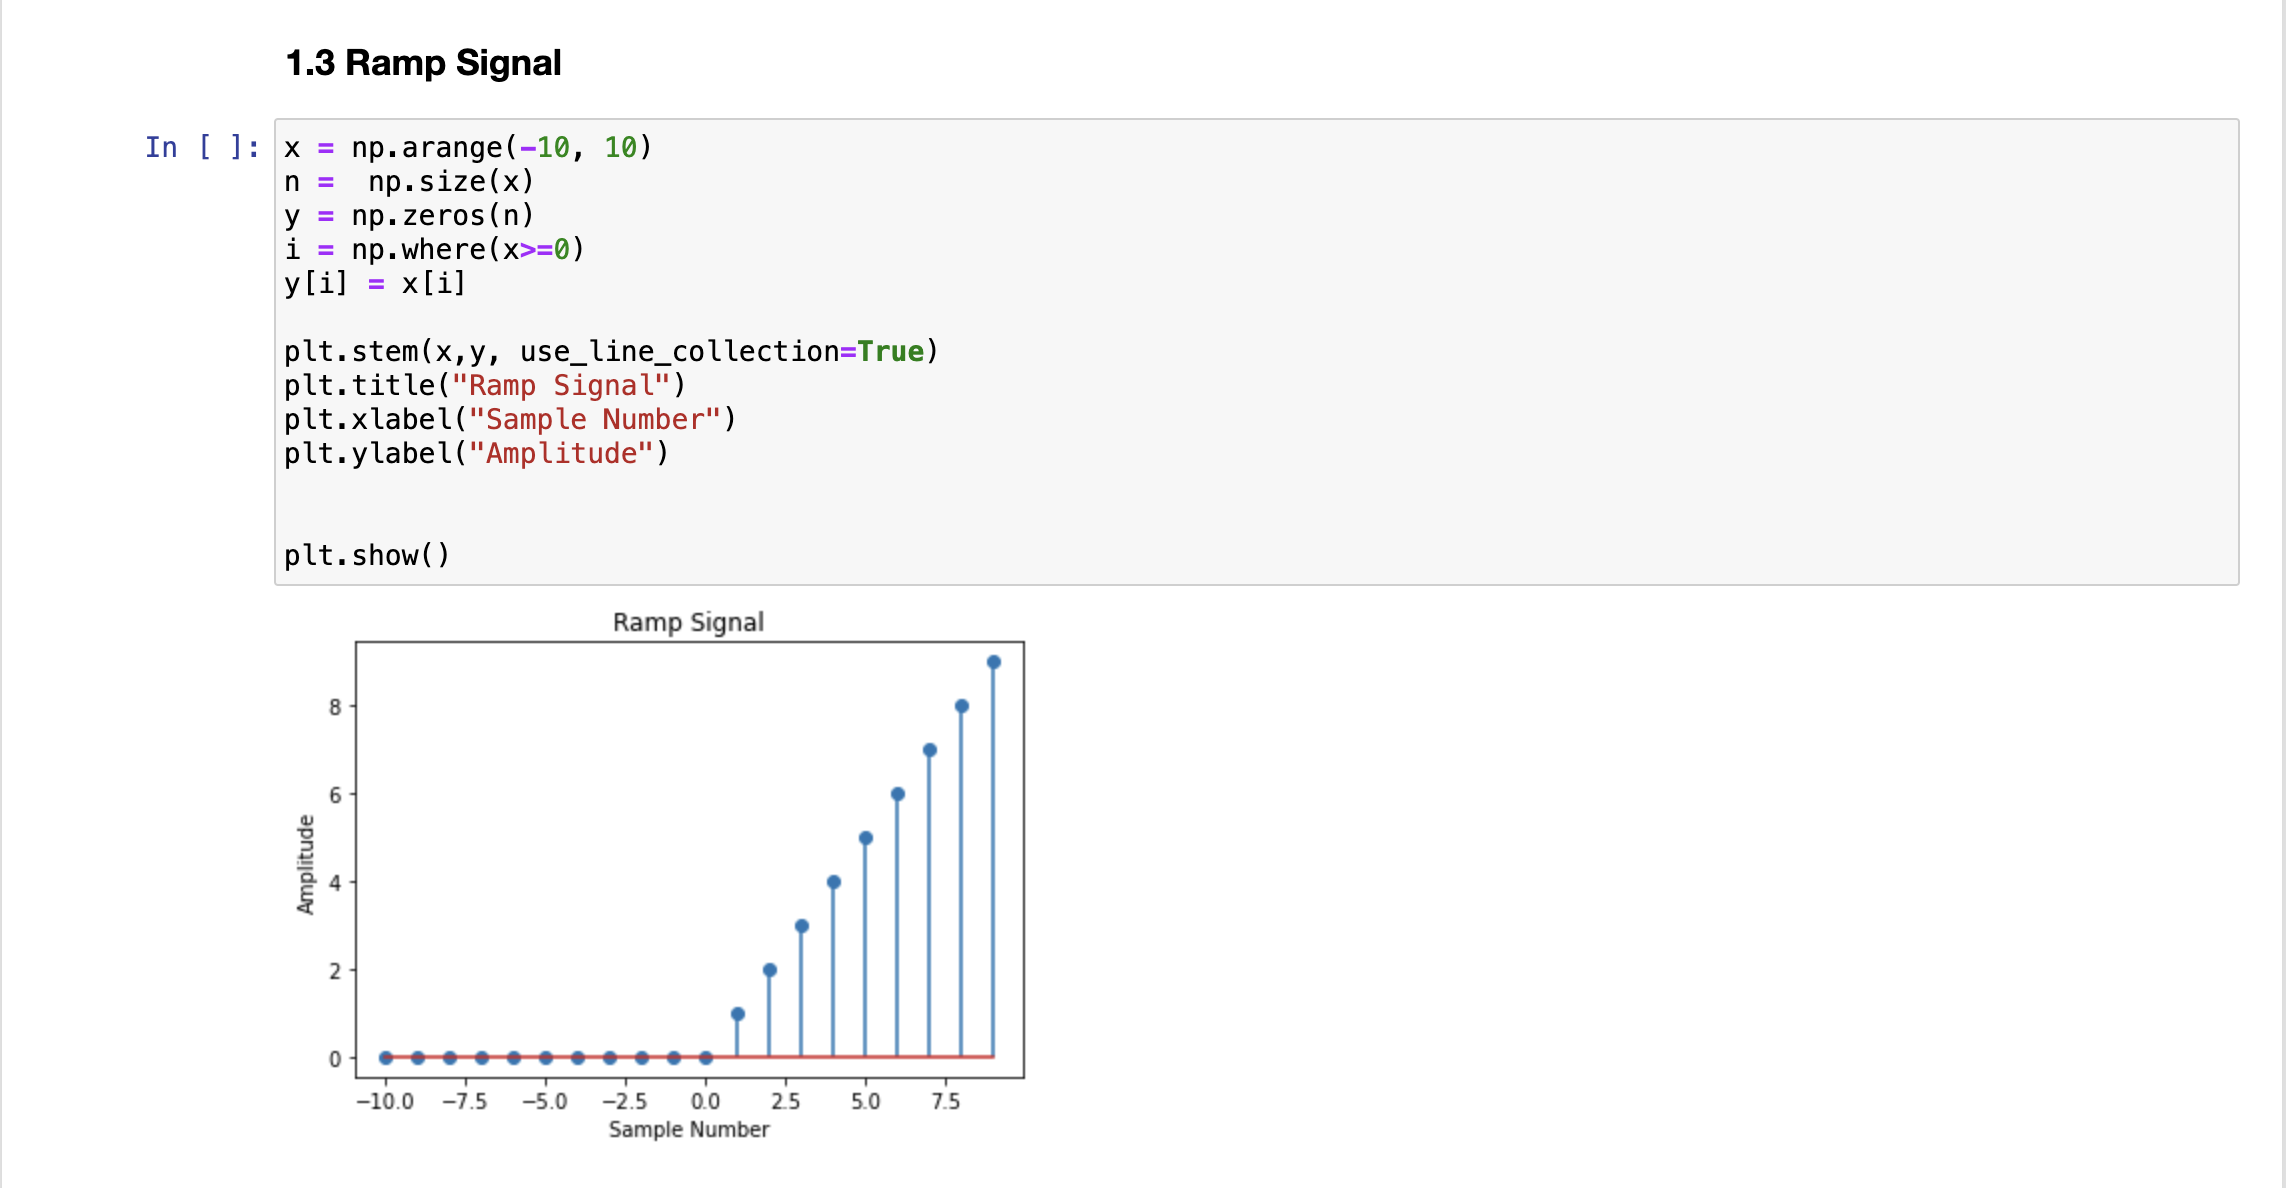 1.3 Ramp Signal
In [ ]:
x = np.arange(-10, 10)
n =  np.size(x)
y = np.zeros(n)
i = np.where(x>=0)
y[i] = x[i]
plt.stem(x,y, use_line_collection=True)
plt.title("Ramp Signal")
plt.xlabel("Sample Number")
plt.ylabel("Amplitude")
plt.show()
Ramp Signal
8
6
4
2
0
Amplitude
−10.0 −7.5 −5.0 −2.5 0.0 2.5 5.0 7.5
Sample Number